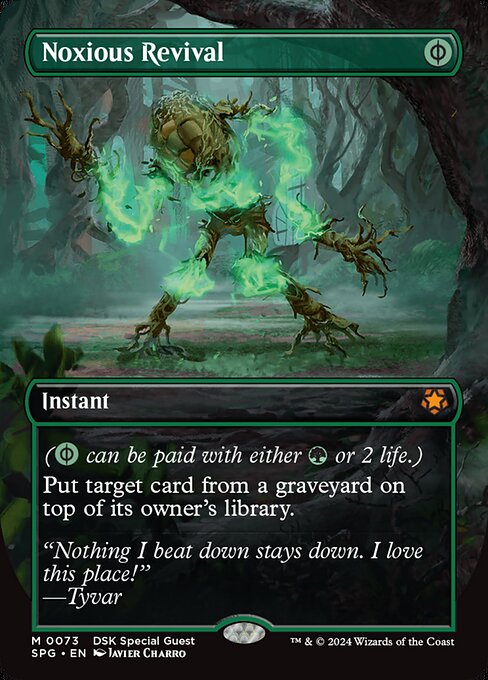 Noxious Revival
Instant
( can be paid with either or 2 life.)
Put target card from a graveyard on
top of its owner's library.
"Nothing I beat down stays down. I love
this place!"
—Tyvar
M 0073 DSK Special Guest
SPG • EN Javier Charro
™ & © 2024 Wizards of the Coast